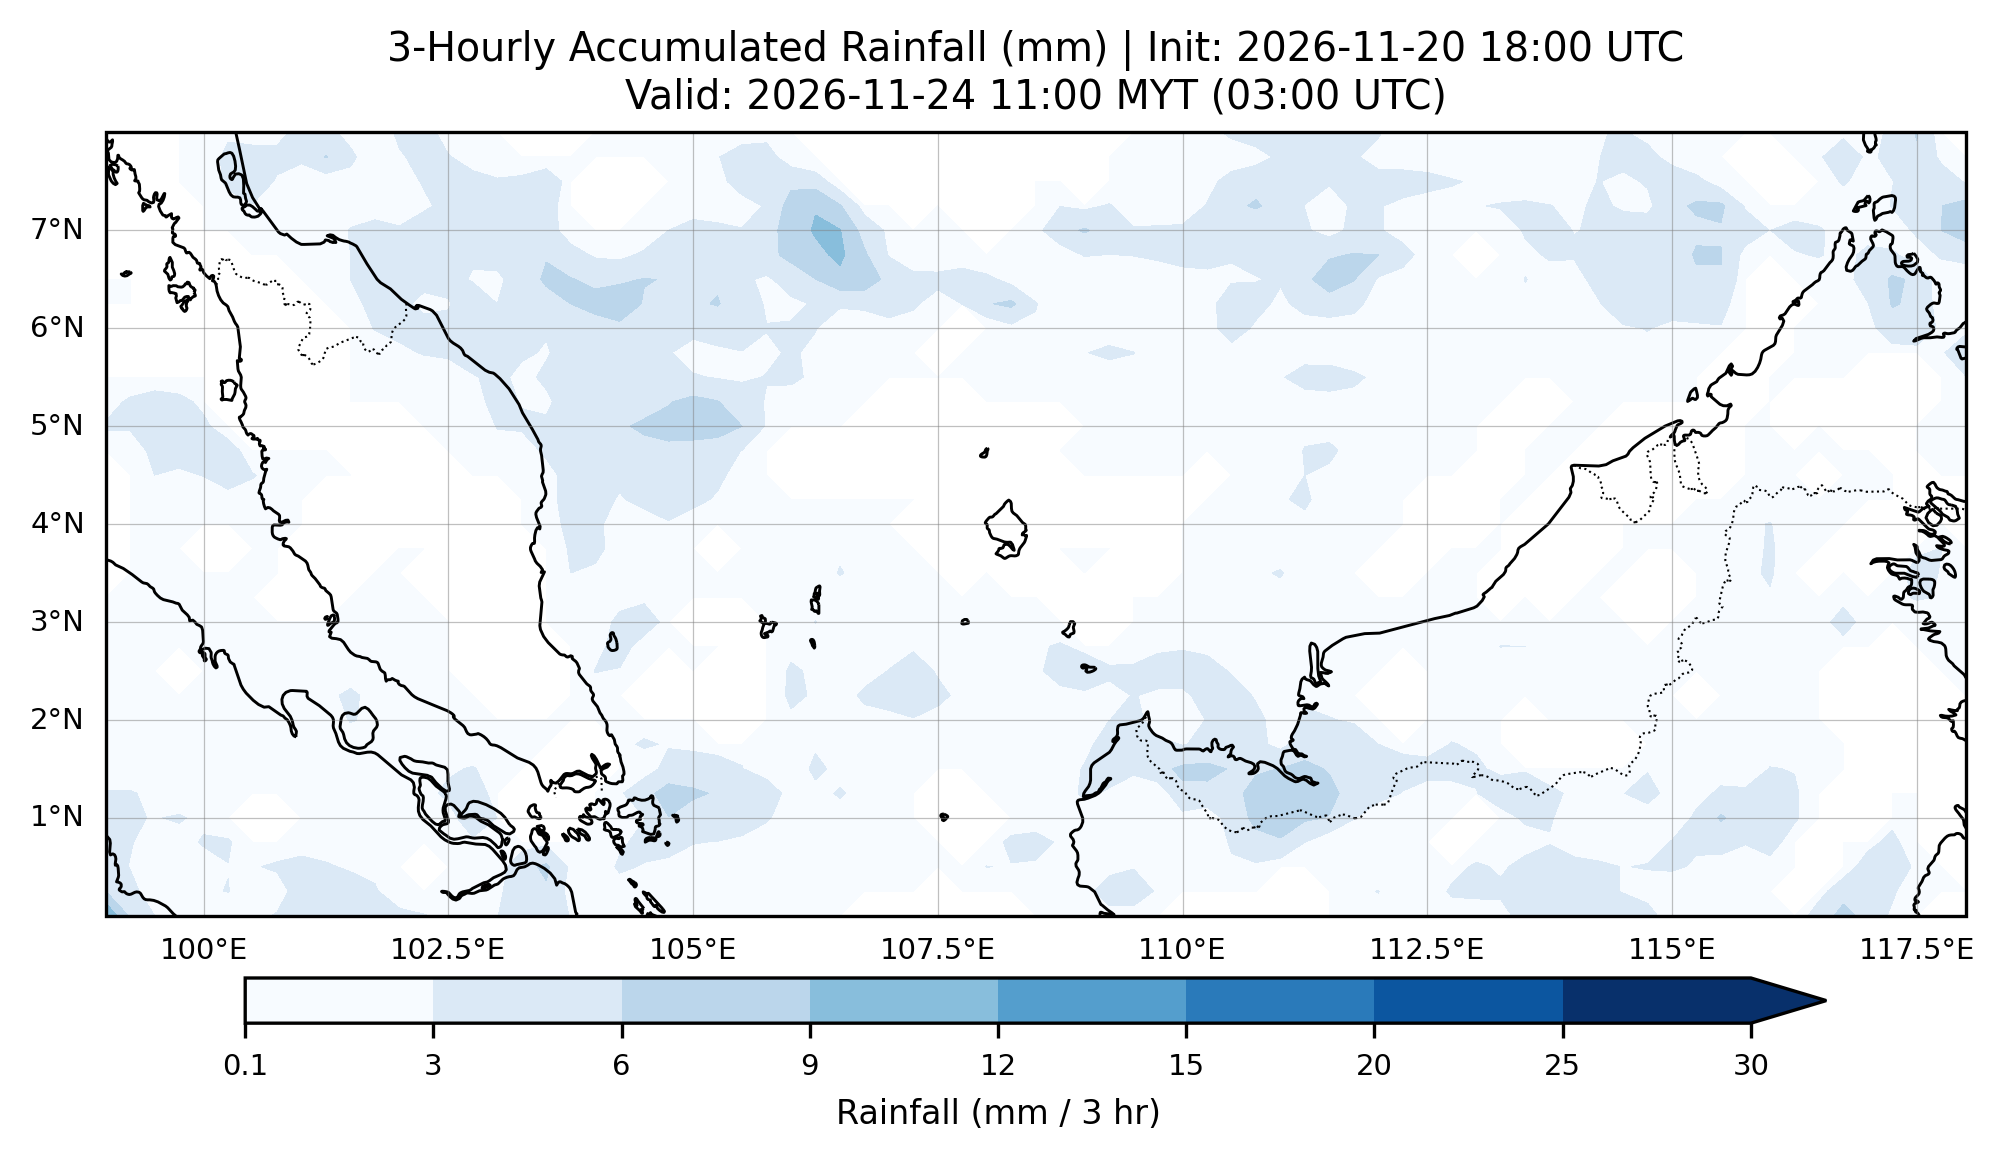 3-Hourly Accumulated Rainfall (mm) | Init: 2026-11-20 18:00 UTC
Valid: 2026-11-24 11:00 MYT (03:00 UTC)
7°N
6°N
5°N
4°N
3°N
2°N
1°N
100°E 102.5°E 105°E 107.5°E 110°E 112.5°E 115°E 117.5°E
0.1 3 6 9 12 15 20 25 30
Rainfall (mm / 3 hr)